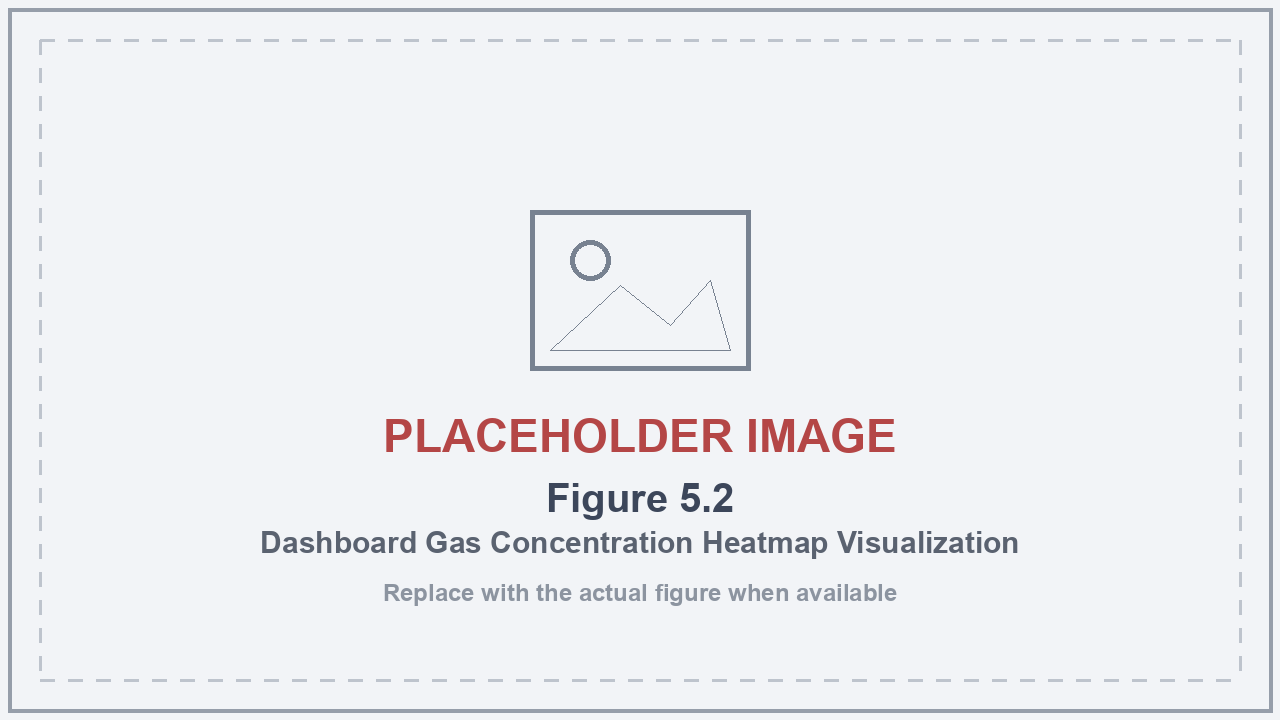 PLACEHOLDER IMAGE
Figure 5.2
Dashboard Gas Concentration Heatmap Visualization
Replace with the actual figure when available